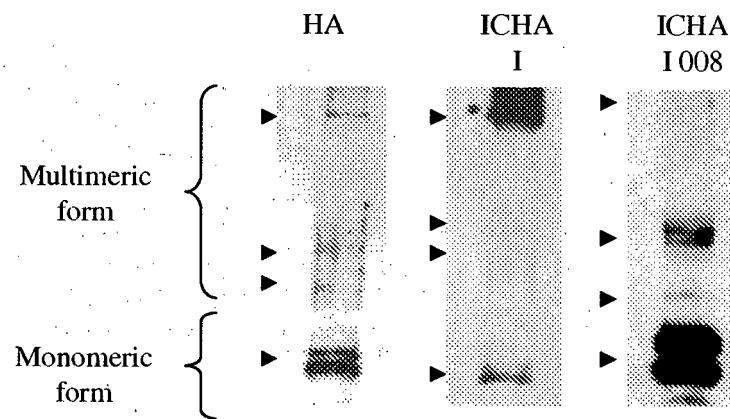 HA
ICHA
I
ICHA
I 008
Multimeric
form
Monomeric
form